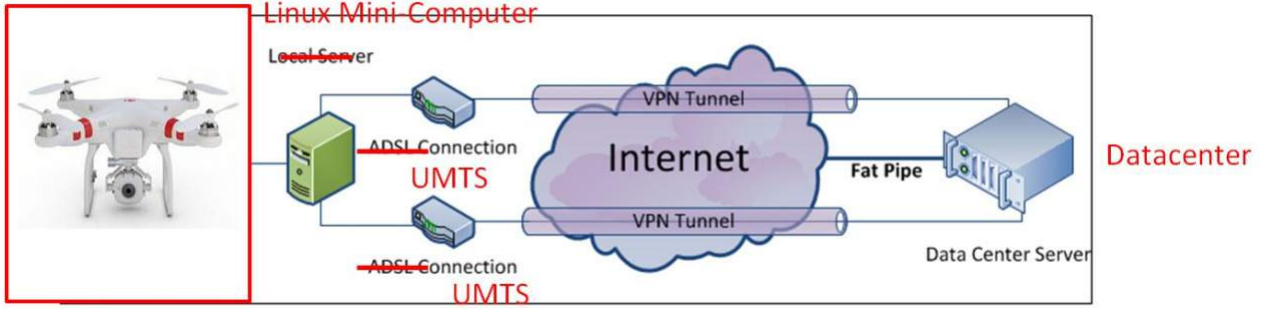 Linux Mini-Computer
Local Server
VPN Tunnel
ADSL Connection
UMTS
Internet
Fat Pipe
Datacenter
VPN Tunnel
Data Center Server
ADSL Connection
UMTS